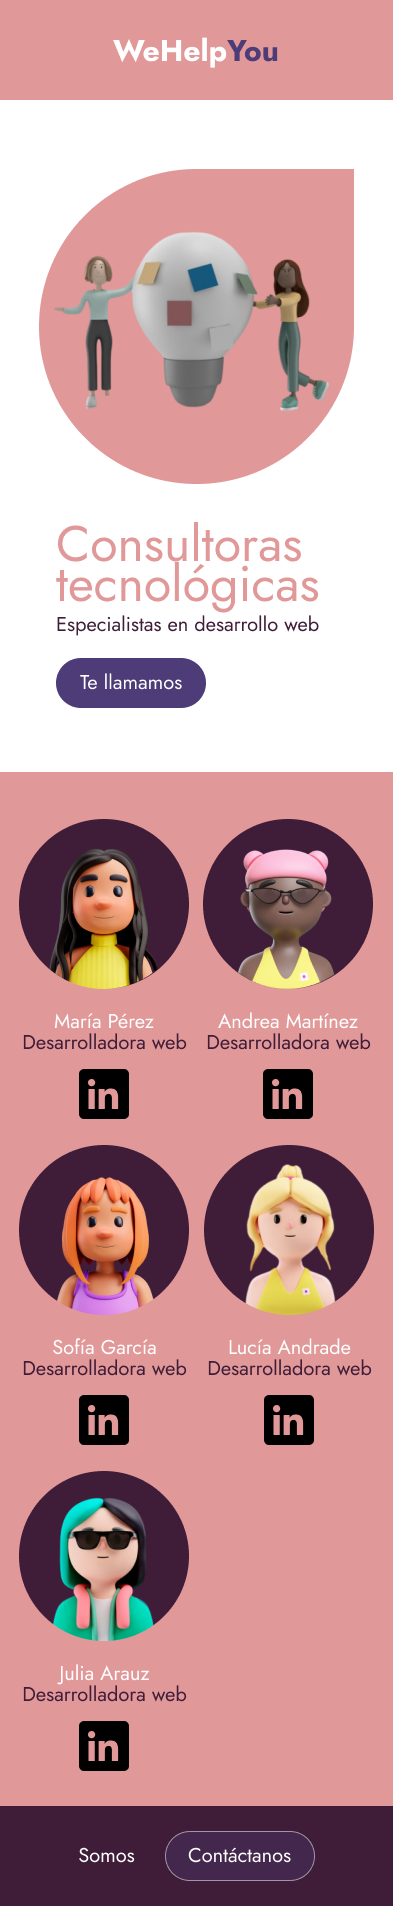 WeHelpYou
Consultoras
tecnológicas
Especialistas en desarrollo web
Te llamamos
María Pérez
Desarrolladora web
in
Andrea Martínez
Desarrolladora web
in
Sofía García
Desarrolladora web
in
Lucía Andrade
Desarrolladora web
in
Julia Arauz
Desarrolladora web
in
Somos
Contáctanos